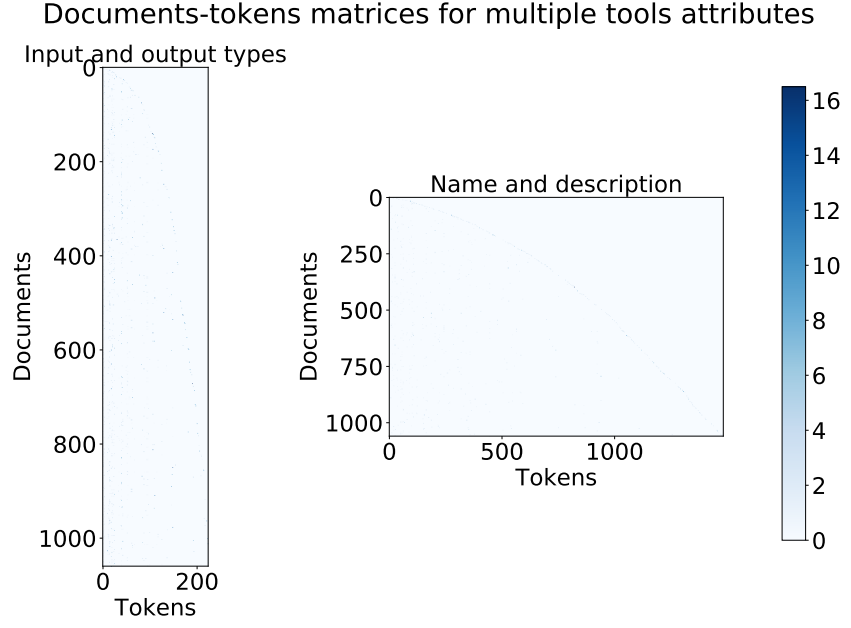 Documents-tokens matrices for multiple tools attributes
Input and output types
0
200
400
600
800
1000
Documents
0 200
Tokens
Name and description
0
250
500
750
1000
Documents
0 500 1000
Tokens
16
14
12
10
8
6
4
2
0